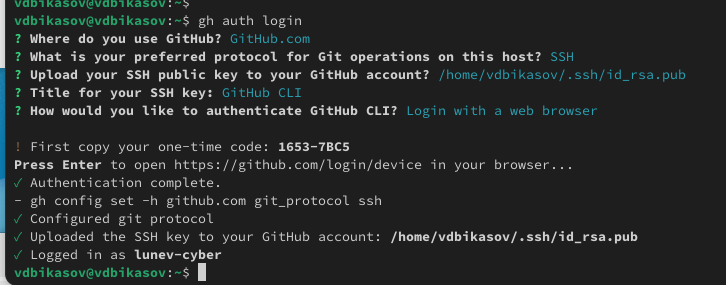 vdbikasov@vdbikasov:~$
vdbikasov@vdbikasov:~$ gh auth login
? Where do you use GitHub? GitHub.com
? What is your preferred protocol for Git operations on this host? SSH
? Upload your SSH public key to your GitHub account? /home/vdbikasov/.ssh/id_rsa.pub
? Title for your SSH key: GitHub CLI
? How would you like to authenticate GitHub CLI? Login with a web browser
! First copy your one-time code: 1653-7BC5
Press Enter to open https://github.com/login/device in your browser...
✓ Authentication complete.
- gh config set -h github.com git_protocol ssh
✓ Configured git protocol
✓ Uploaded the SSH key to your GitHub account: /home/vdbikasov/.ssh/id_rsa.pub
✓ Logged in as lunev-cyber
vdbikasov@vdbikasov:~$